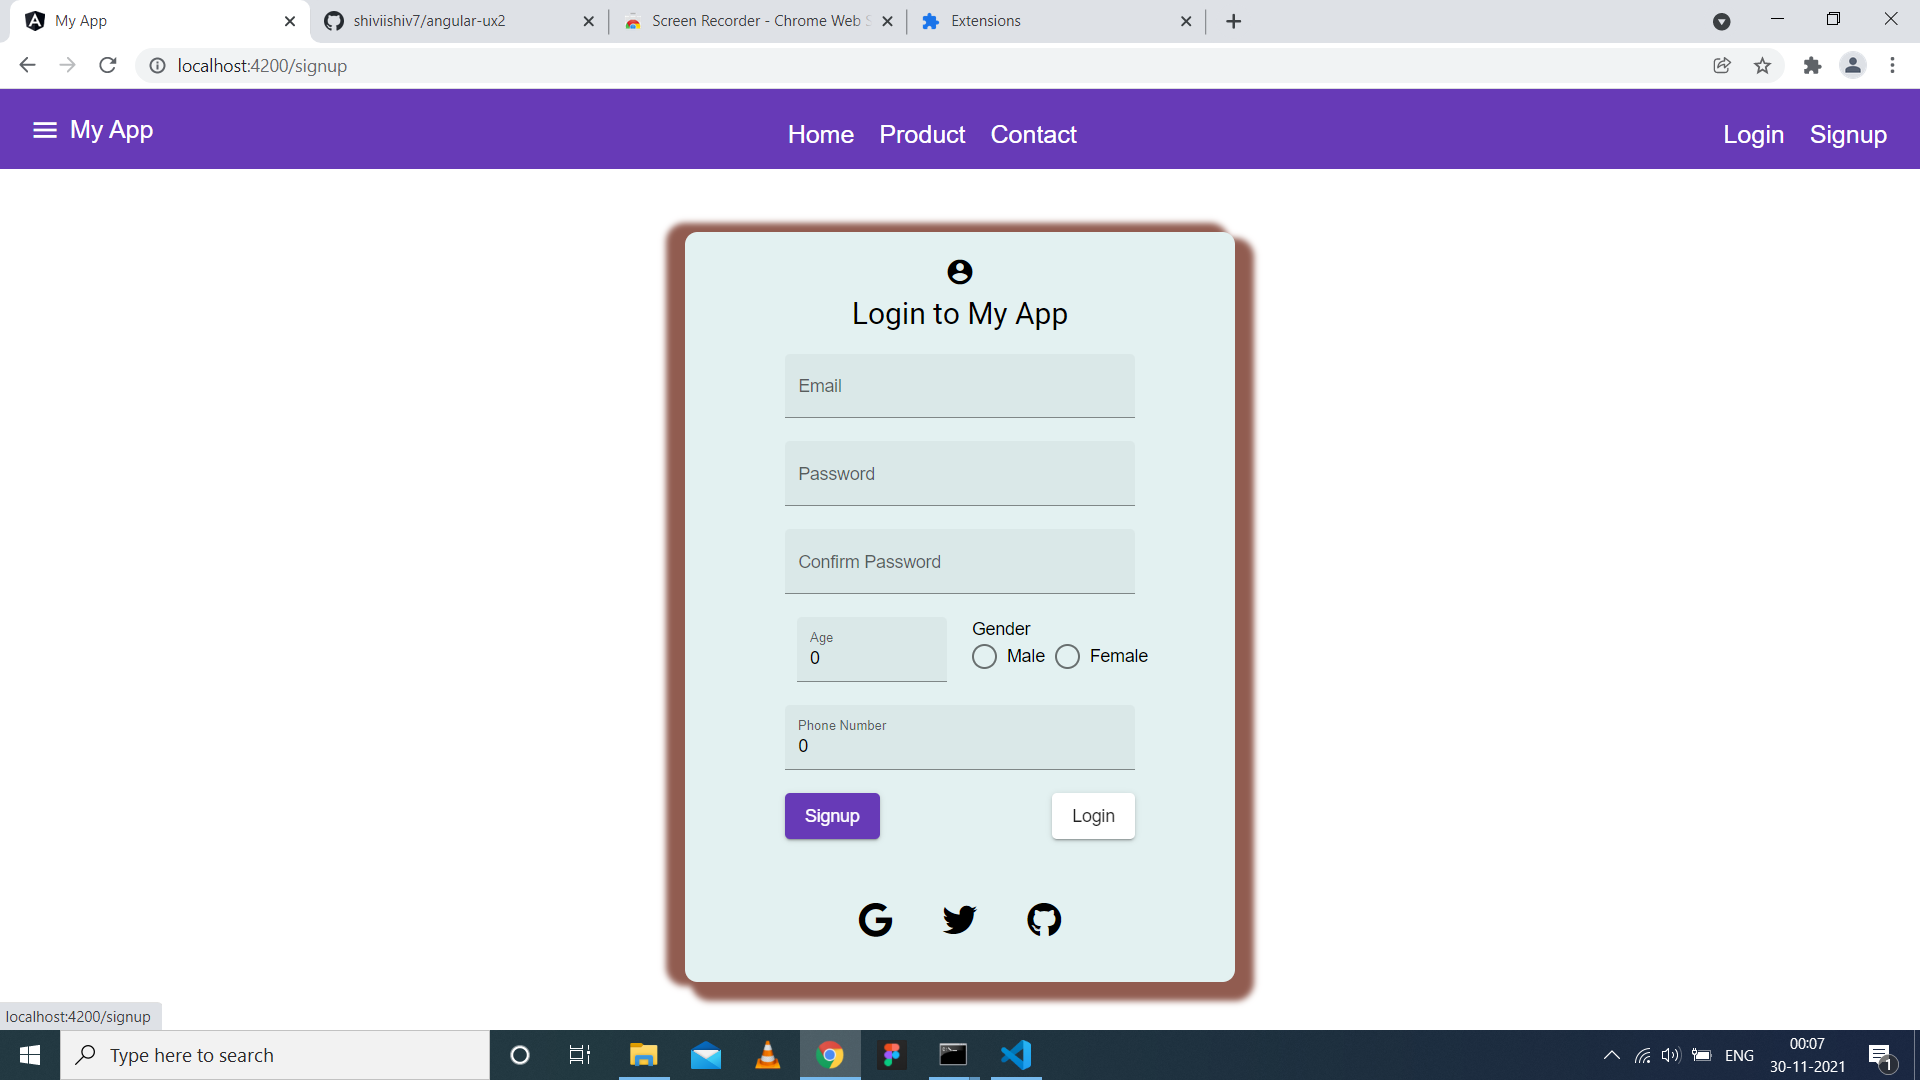 My App
shiviishiv7/angular-ux2
Screen Recorder - Chrome Web S
Extensions
localhost:4200/signup
My App
Home Product Contact
Login Signup
Login to My App
Email
Password
Confirm Password
Age
0
Gender
Male Female
Phone Number
0
Signup Login
localhost:4200/signup
Type here to search
ENG
00:07
30-11-2021
1